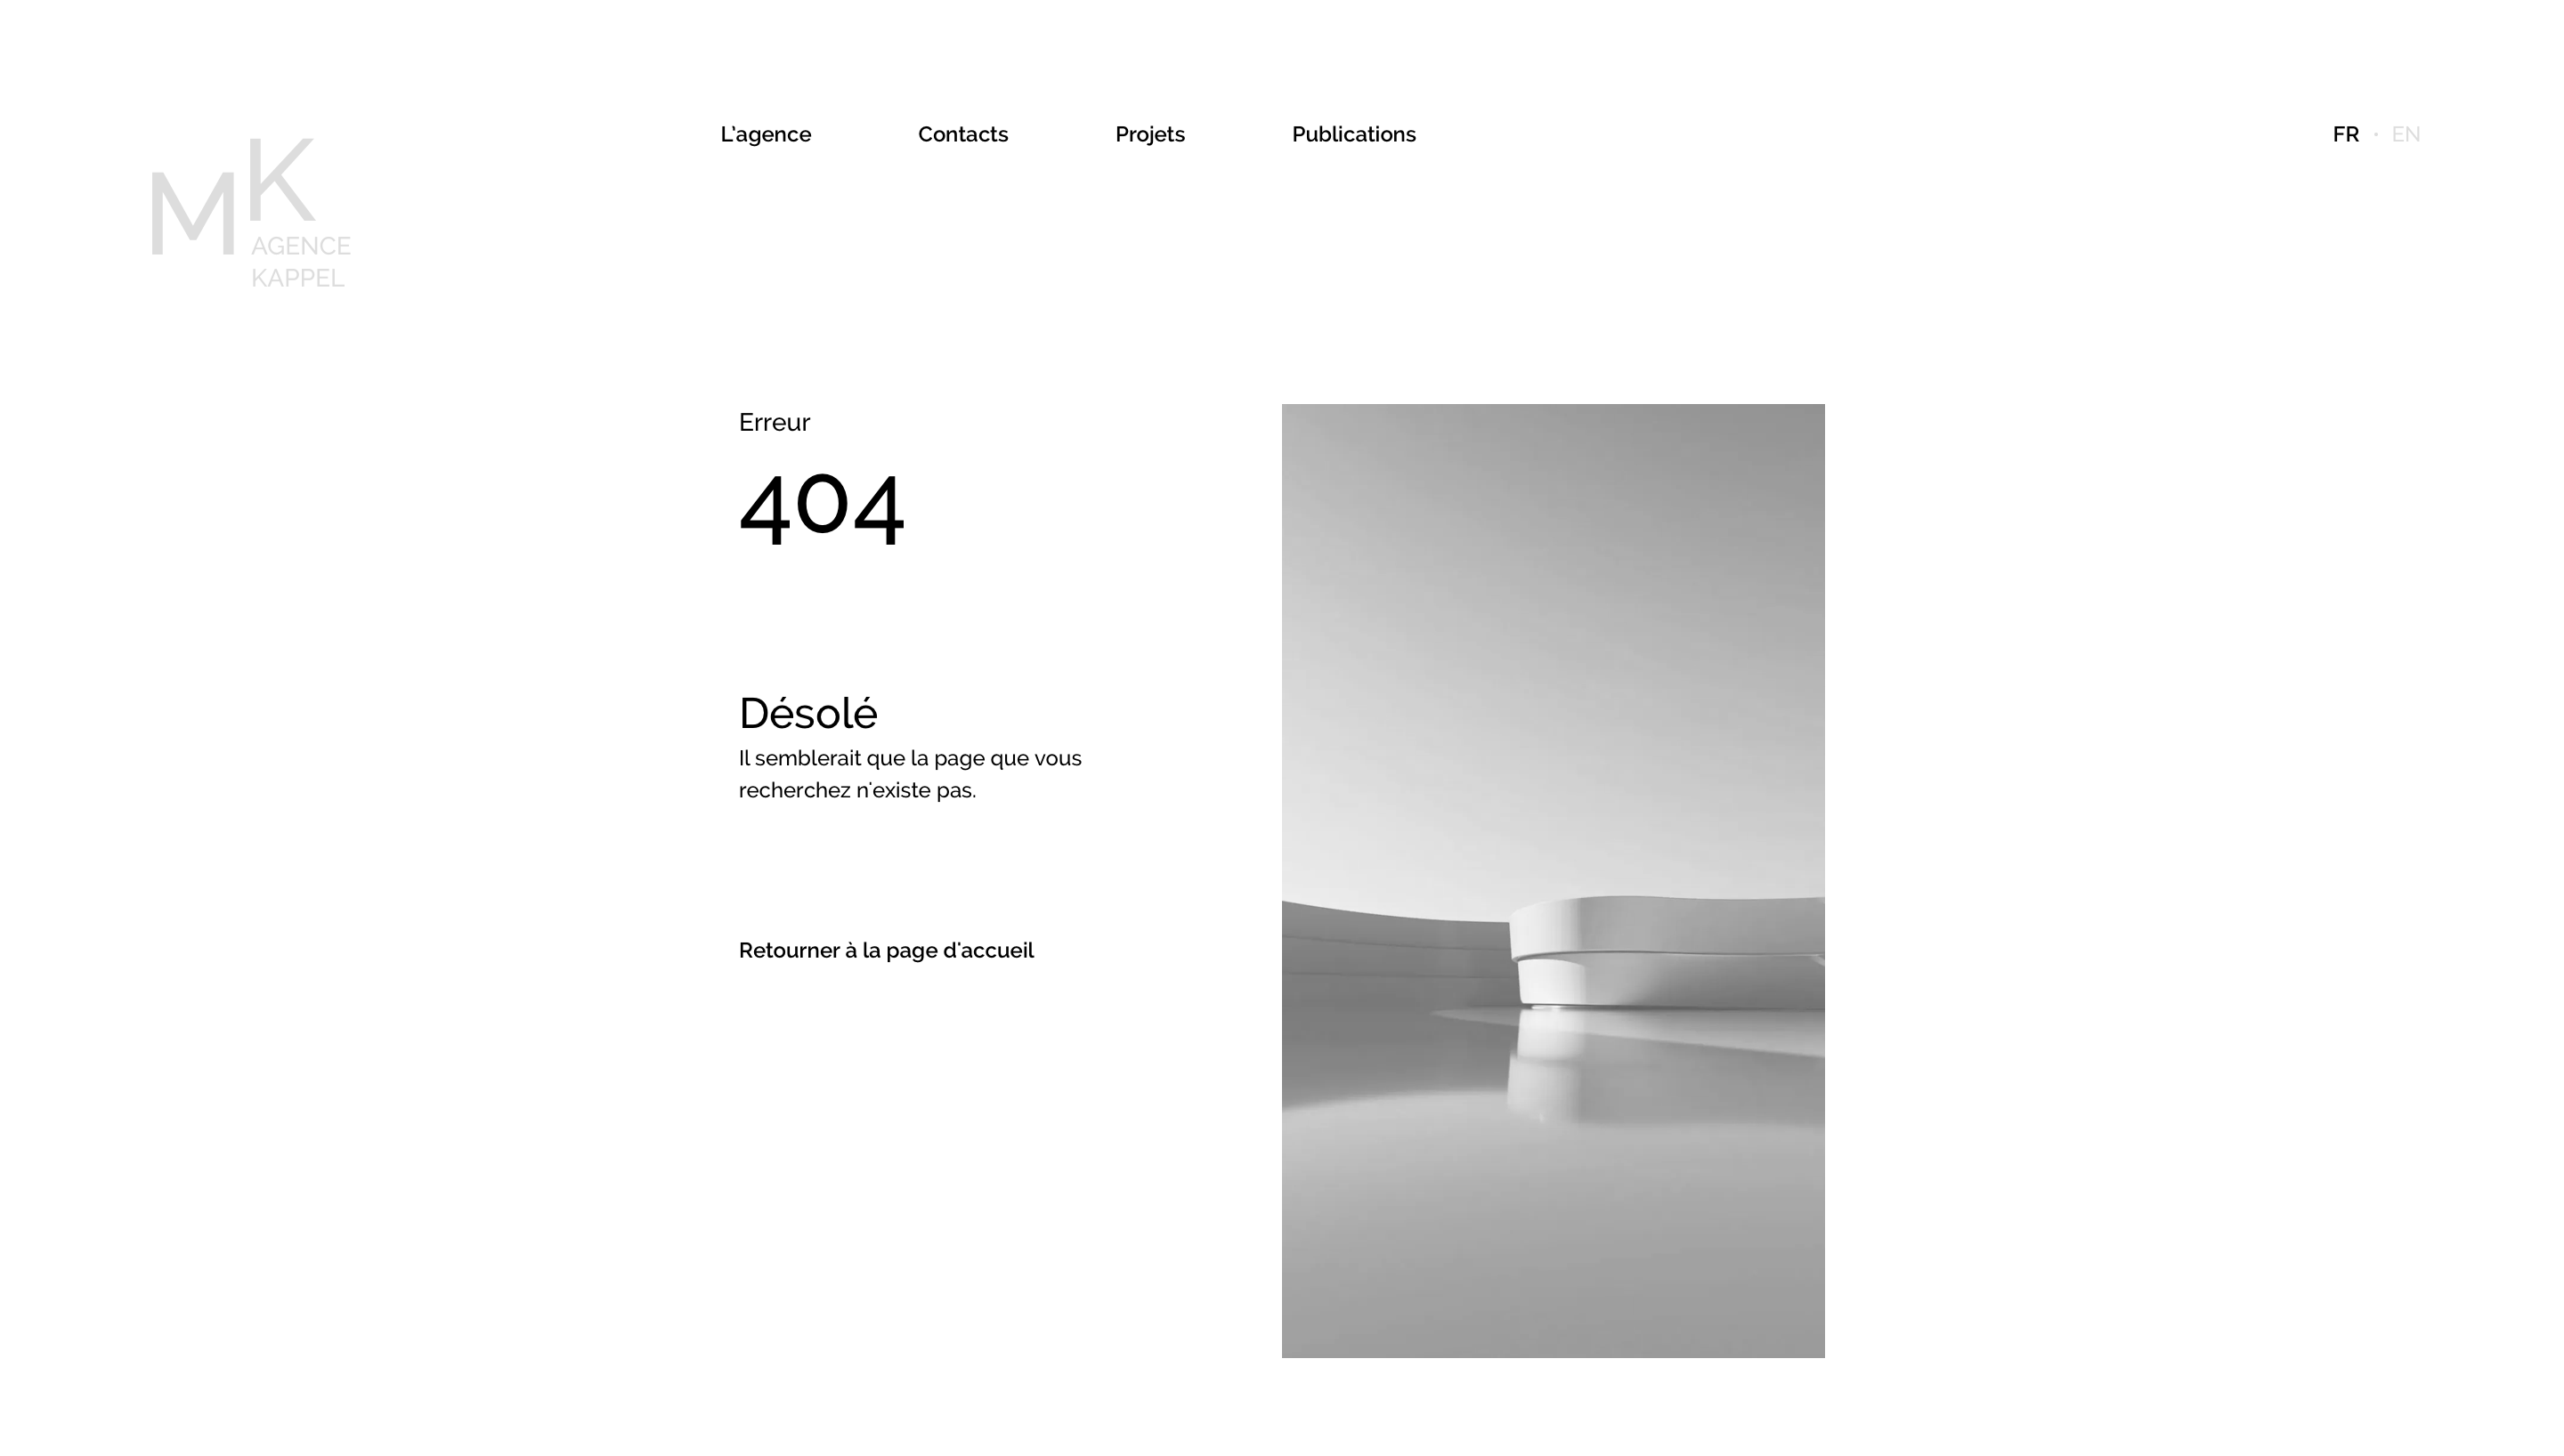 L’agence
Contacts
Projets
Publications
FR · EN
MK
AGENCE
KAPPEL
Erreur
404
Désolé
Il semblerait que la page que vous
recherchez n'existe pas.
Retourner à la page d'accueil